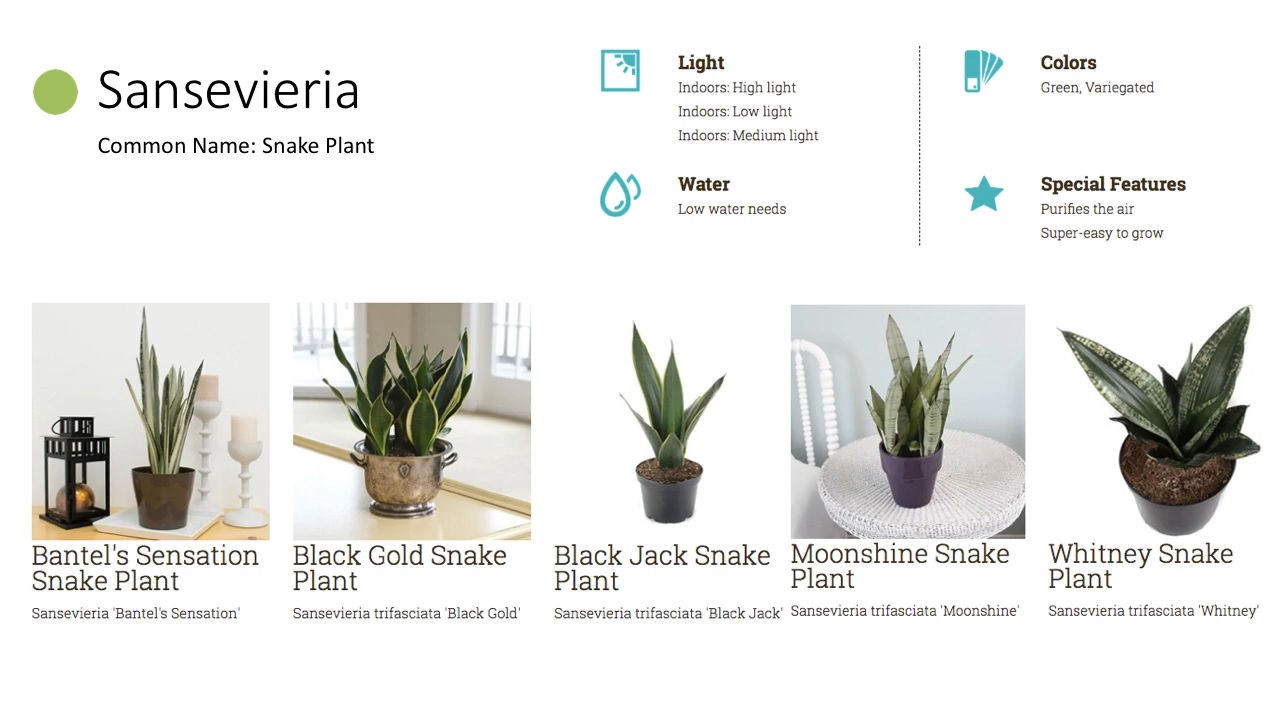 Sansevieria
Common Name: Snake Plant
Light
Indoors: High light
Indoors: Low light
Indoors: Medium light
Water
Low water needs
Colors
Green, Variegated
Special Features
Purifies the air
Super-easy to grow
Bantel's Sensation
Snake Plant
Sansevieria 'Bantel's Sensation'
Black Gold Snake
Plant
Sansevieria trifasciata 'Black Gold'
Black Jack Snake
Plant
Sansevieria trifasciata 'Black Jack'
Moonshine Snake
Plant
Sansevieria trifasciata 'Moonshine'
Whitney Snake
Plant
Sansevieria trifasciata 'Whitney'